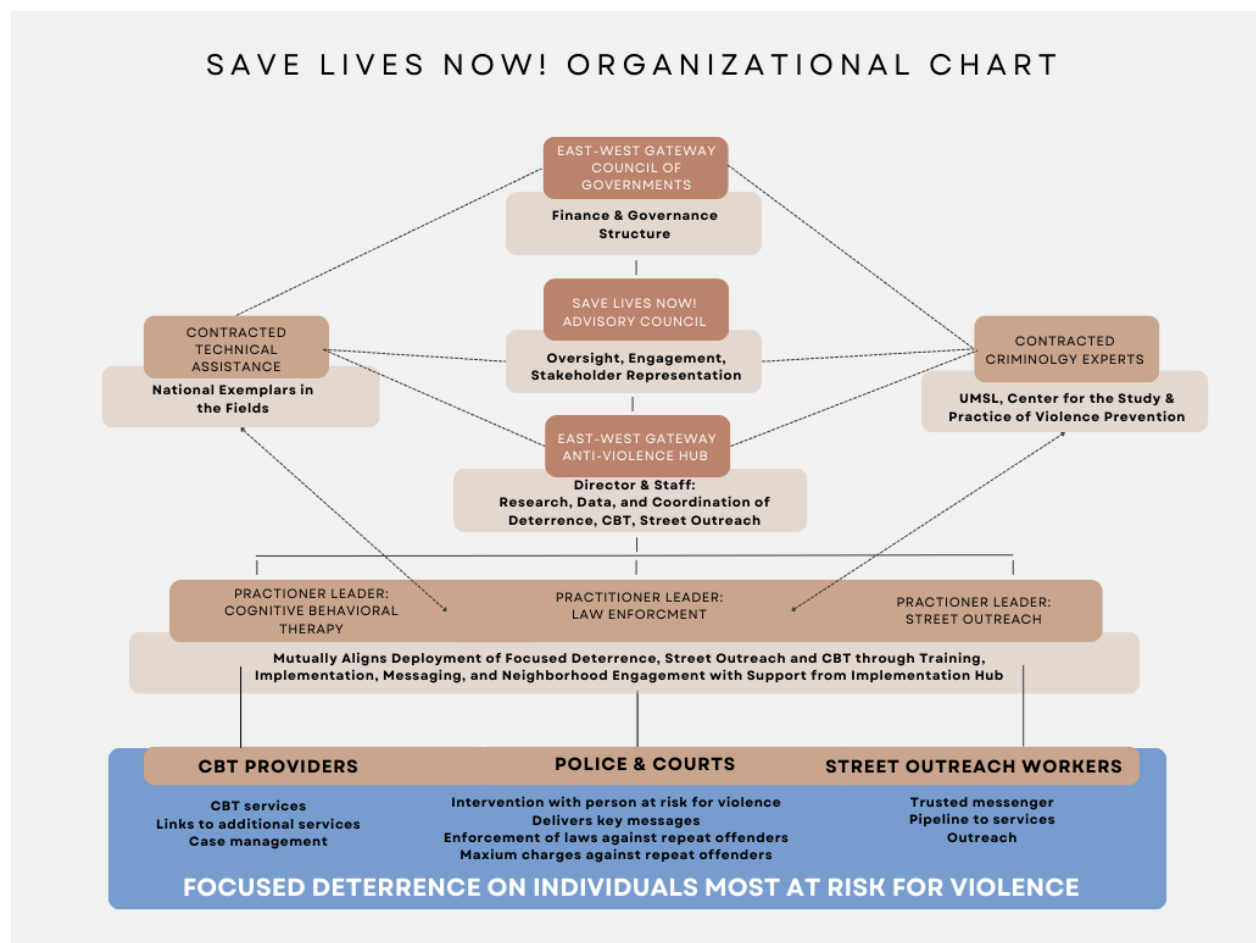 SAVE LIVES NOW! ORGANIZATIONAL CHART
EAST-WEST GATEWAY
COUNCIL OF
GOVERNMENTS
Finance & Governance
Structure
SAVE LIVES NOW!
ADVISORY COUNCIL
Oversight, Engagement,
Stakeholder Representation
CONTRACTED
TECHNICAL
ASSISTANCE
National Exemplars in
the Fields
CONTRACTED
CRIMINOLGY EXPERTS
UMSL, Center for the Study &
Practice of Violence Prevention
EAST-WEST GATEWAY
ANTI-VIOLENCE HUB
Director & Staff:
Research, Data, and Coordination of
Deterrence, CBT, Street Outreach
PRACTIONER LEADER:
COGNITIVE BEHAVIORAL
THERAPY
PRACTITIONER LEADER:
LAW ENFORCMENT
PRACTIONER LEADER:
STREET OUTREACH
Mutually Aligns Deployment of Focused Deterrence, Street Outreach and CBT through Training,
Implementation, Messaging, and Neighborhood Engagement with Support from Implementation Hub
CBT PROVIDERS
CBT services
Links to additional services
Case management
POLICE & COURTS
Intervention with person at risk for violence
Delivers key messages
Enforcement of laws against repeat offenders
Maxium charges against repeat offenders
STREET OUTREACH WORKERS
Trusted messenger
Pipeline to services
Outreach
FOCUSED DETERRENCE ON INDIVIDUALS MOST AT RISK FOR VIOLENCE